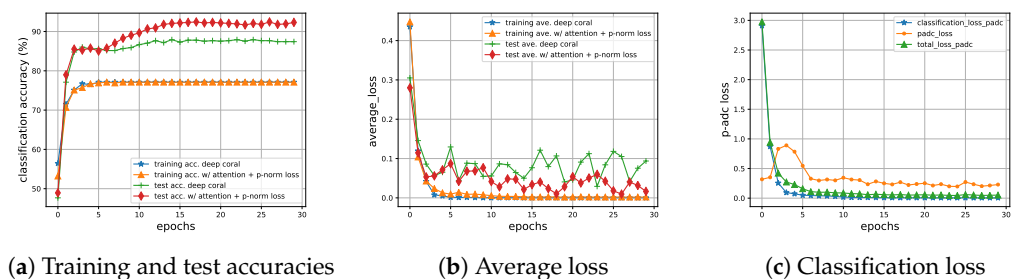 classification accuracy (%)
90
80
70
60
50
training acc. deep coral
training acc. w/ attention + p-norm loss
test acc. deep coral
test acc. w/ attention + p-norm loss
0 5 10 15 20 25 30
epochs
average_loss
0.4
0.3
0.2
0.1
0.0
training ave. deep coral
training ave. w/ attention + p-norm loss
test ave. deep coral
test ave. w/ attention + p-norm loss
0 5 10 15 20 25 30
epochs
p-adc loss
3.0
2.5
2.0
1.5
1.0
0.5
0.0
classification_loss_padc
padc_loss
total_loss_padc
0 5 10 15 20 25 30
epochs
(a) Training and test accuracies
(b) Average loss
(c) Classification loss